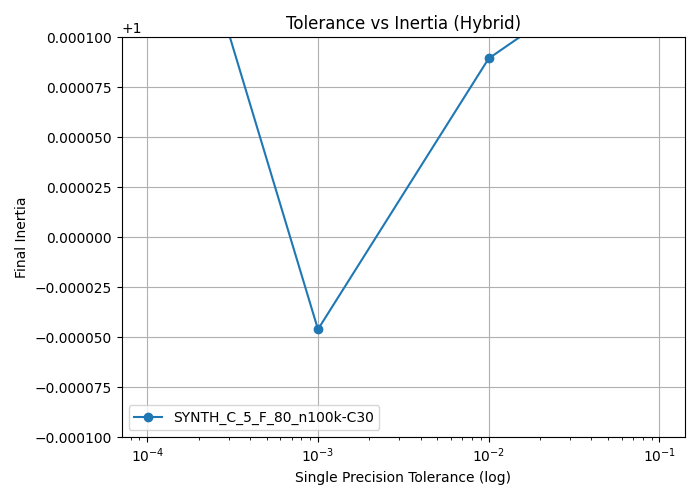 Tolerance vs Inertia (Hybrid)
+1
0.000100
0.000075
0.000050
0.000025
0.000000
−0.000025
−0.000050
−0.000075
−0.000100
Final Inertia
SYNTH_C_5_F_80_n100k-C30
10⁻⁴ 10⁻³ 10⁻² 10⁻¹
Single Precision Tolerance (log)